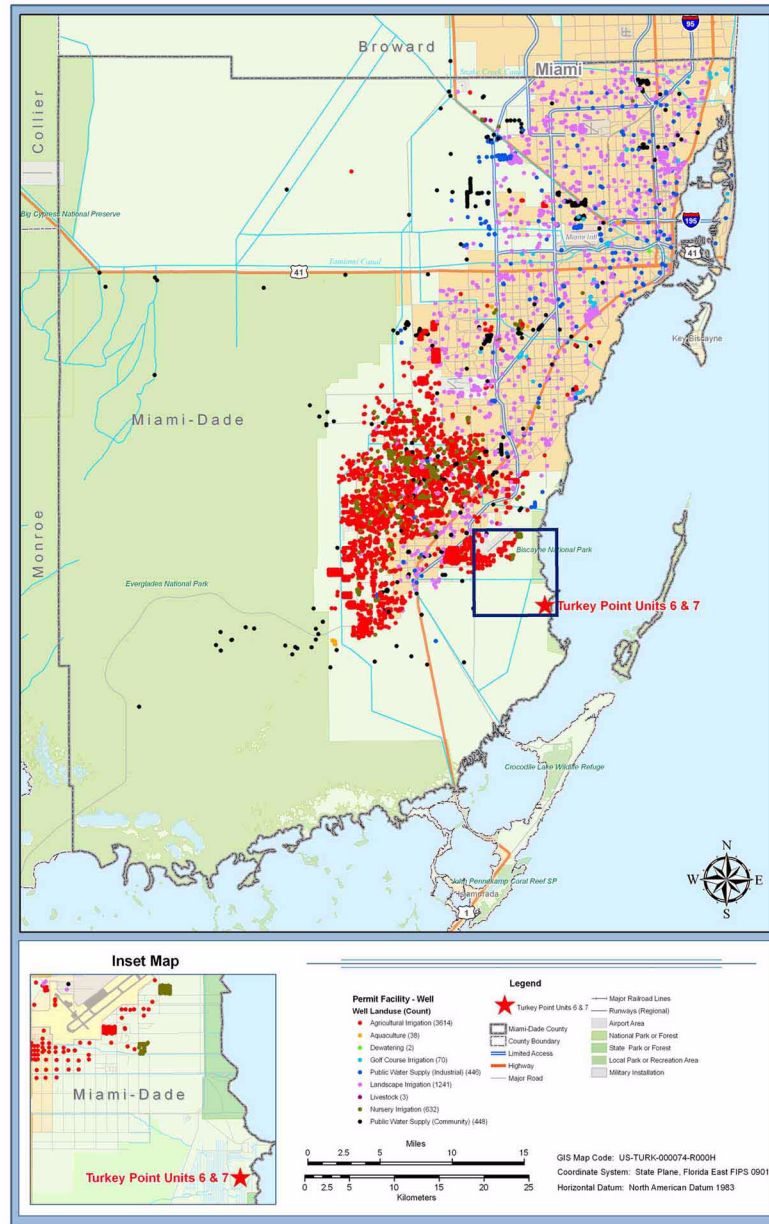 95
Broward
Miami
Snake Creek Canal
Collier
Big Cypress National Preserve
195
41
Miami Intl
Tamiami Canal
41
Key Biscayne
Miami-Dade
Monroe
Biscayne National Park
Everglades National Park
Turkey Point Units 6 & 7
Crocodile Lake Wildlife Refuge
John Pennekamp Coral Reef SP
Islamorada
1
N
W
E
S
Inset Map
Miami-Dade
Turkey Point Units 6 & 7
Permit Facility - Well
Well Landuse (Count)
Agricultural Irrigation (3614)
Aquaculture (38)
Dewatering (2)
Golf Course Irrigation (70)
Public Water Supply (Industrial) (446)
Landscape Irrigation (1241)
Livestock (3)
Nursery Irrigation (632)
Public Water Supply (Community) (448)
Legend
Turkey Point Units 6 & 7
Miami-Dade County
County Boundary
Limited Access
Highway
Major Road
Major Railroad Lines
Runways (Regional)
Airport Area
National Park or Forest
State Park or Forest
Local Park or Recreation Area
Military Installation
Miles
0 2.5 5 10 15
0 2.5 5 10 15 20 25
Kilometers
GIS Map Code: US-TURK-000074-R000H
Coordinate System: State Plane, Florida East FIPS 0901
Horizontal Datum: North American Datum 1983